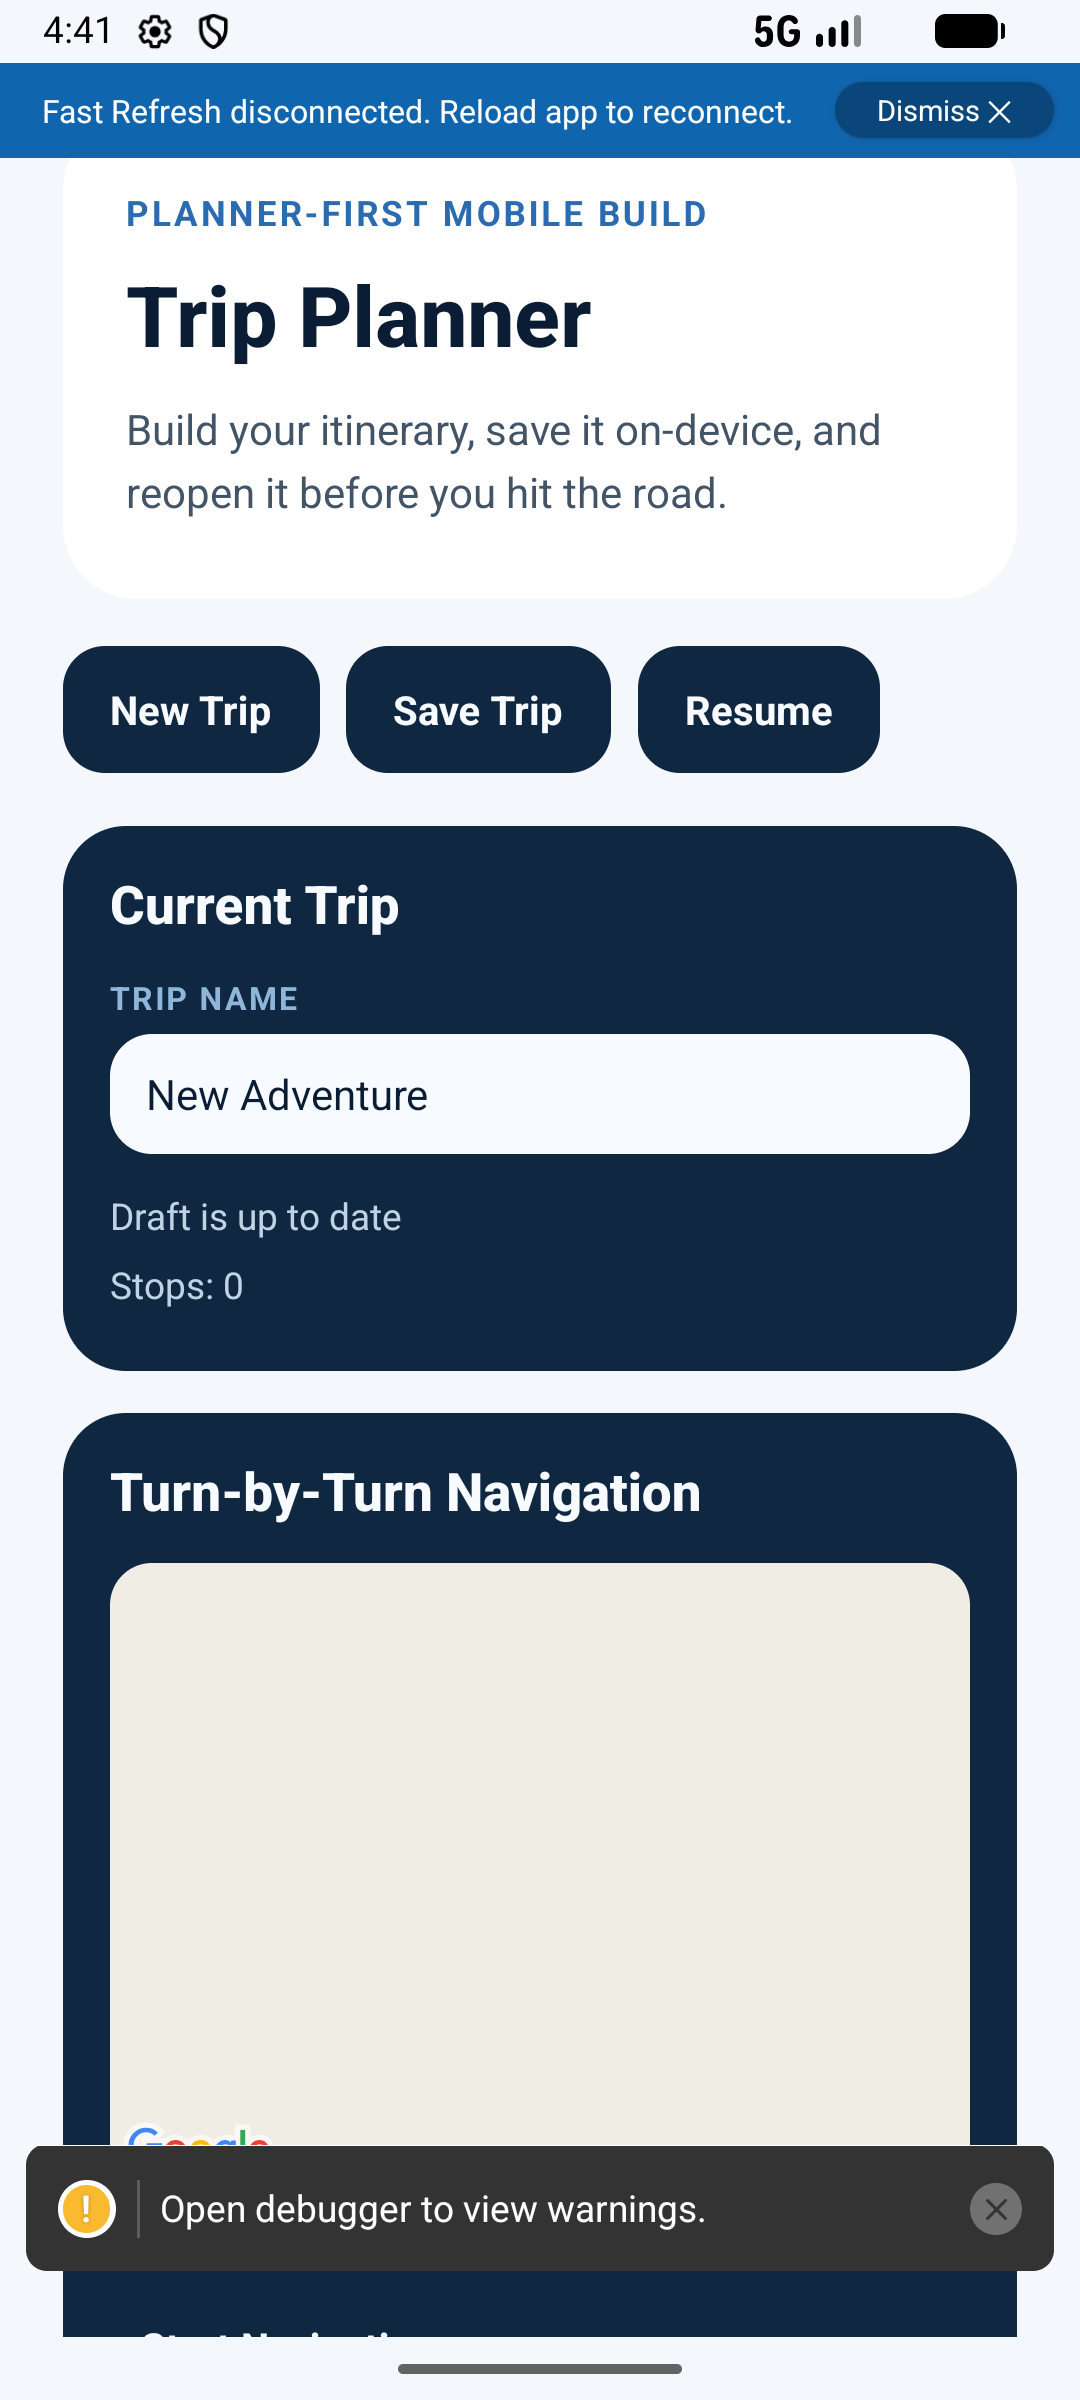 4:41
5G
Fast Refresh disconnected. Reload app to reconnect.
Dismiss
PLANNER-FIRST MOBILE BUILD
Trip Planner
Build your itinerary, save it on-device, and
reopen it before you hit the road.
New Trip
Save Trip
Resume
Current Trip
TRIP NAME
New Adventure
Draft is up to date
Stops: 0
Turn-by-Turn Navigation
Google
Open debugger to view warnings.